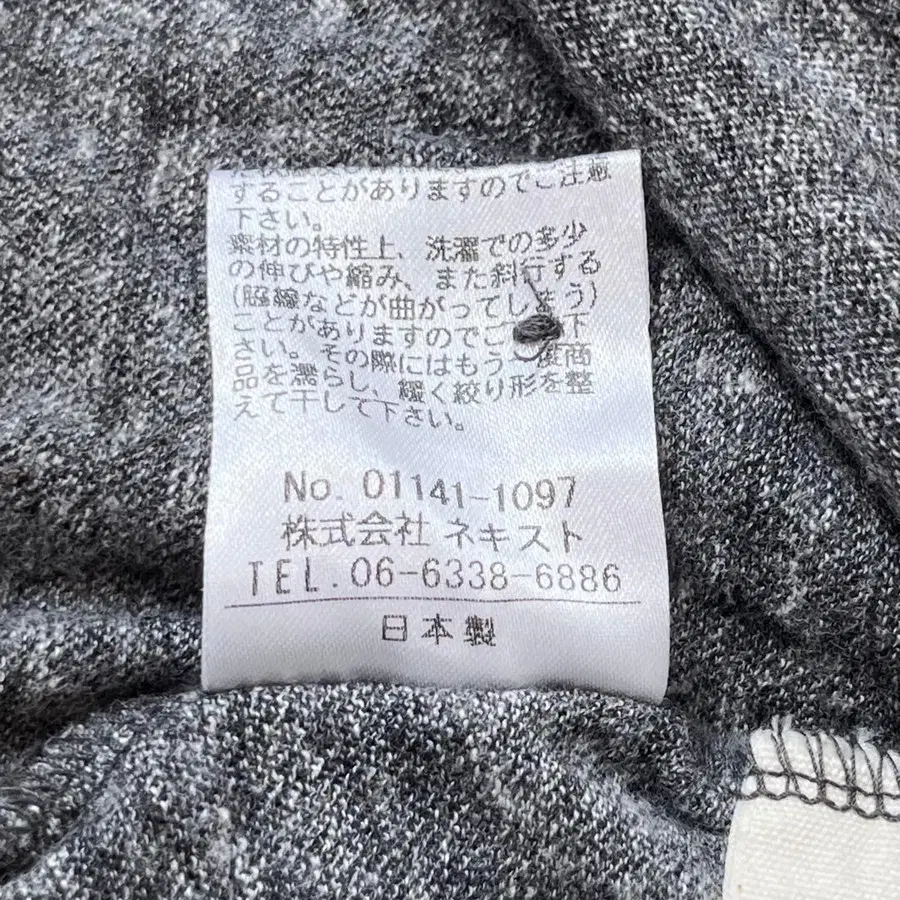 することがありますのでご注意
下さい。
素材の特性上、洗濯での多少
の伸びや縮み、また斜行する
(脇線などが曲がってしまう)
ことがありますのでご 下
さい。その際にはもう一度商
品を濡らし、緩く絞り形を整
えて干して下さい。
No. 01141-1097
株式会社 ネキスト
TEL. 06-6338-6886
日本製